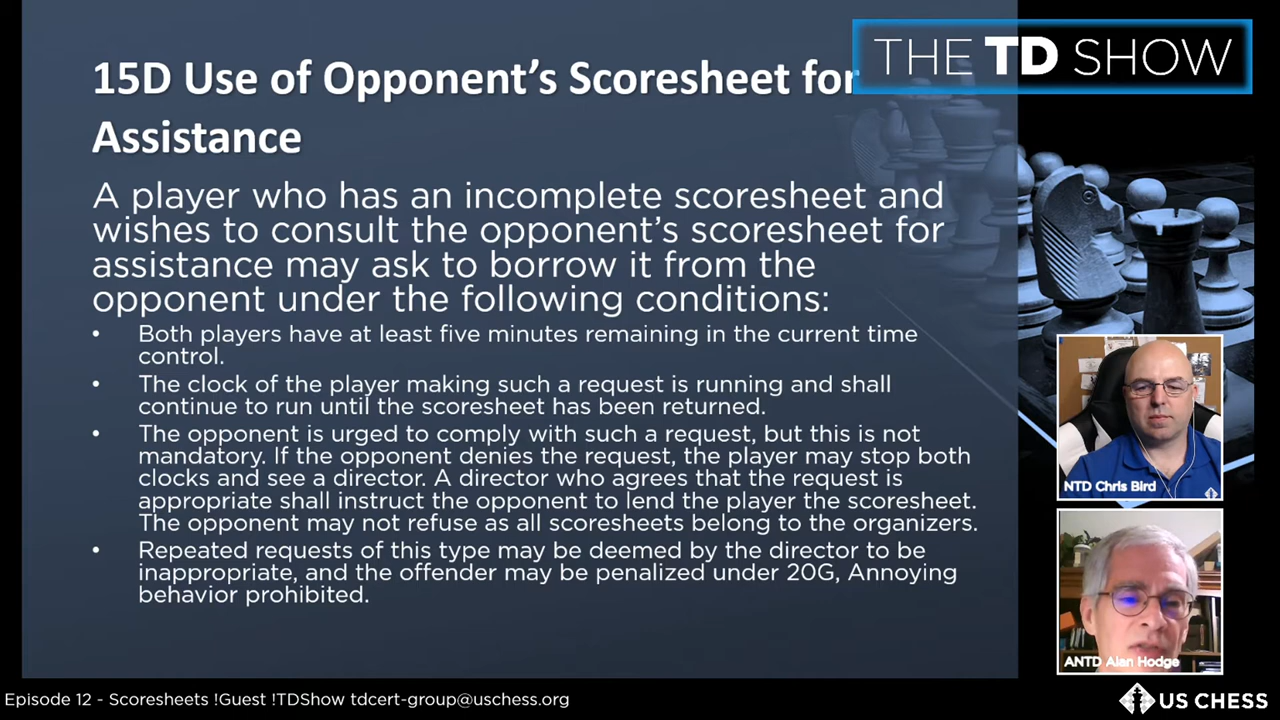 THE TD SHOW
15D Use of Opponent's Scoresheet for
Assistance
A player who has an incomplete scoresheet and
wishes to consult the opponent's scoresheet for
assistance may ask to borrow it from the
opponent under the following conditions:
• Both players have at least five minutes remaining in the current time
control.
• The clock of the player making such a request is running and shall
continue to run until the scoresheet has been returned.
• The opponent is urged to comply with such a request, but this is not
mandatory. If the opponent denies the request, the player may stop both
clocks and see a director. A director who agrees that the request is
appropriate shall instruct the opponent to lend the player the scoresheet.
The opponent may not refuse as all scoresheets belong to the organizers.
• Repeated requests of this type may be deemed by the director to be
inappropriate, and the offender may be penalized under 20G, Annoying
behavior prohibited.
NTD Chris Bird
ANTD Alan Hodge
Episode 12 - Scoresheets !Guest !TDShow tdcert-group@uschess.org
US CHESS